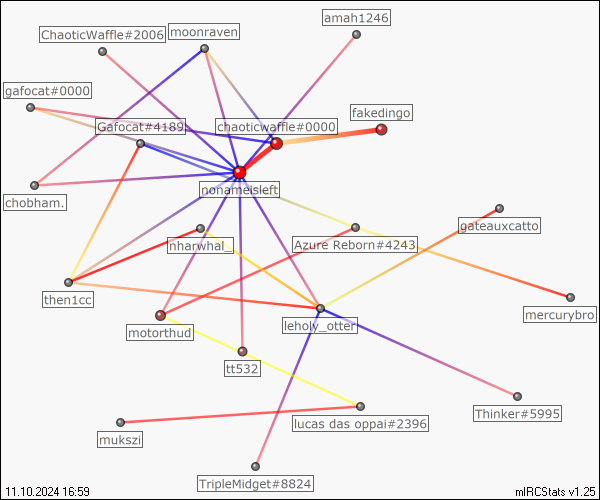 amah1246
ChaoticWaffle#2006
moonraven
gafocat#0000
fakedingo
Gafocat#4189
chaoticwaffle#0000
nonameisleft
chobham.
gateauxcatto
nharwhal_
Azure Reborn#4243
then1cc
mercurybro
motorthud
leholy_otter
tt532
Thinker#5995
lucas das oppai#2396
mukszi
TripleMidget#8824
11.10.2024 16:59
mIRCStats v1.25